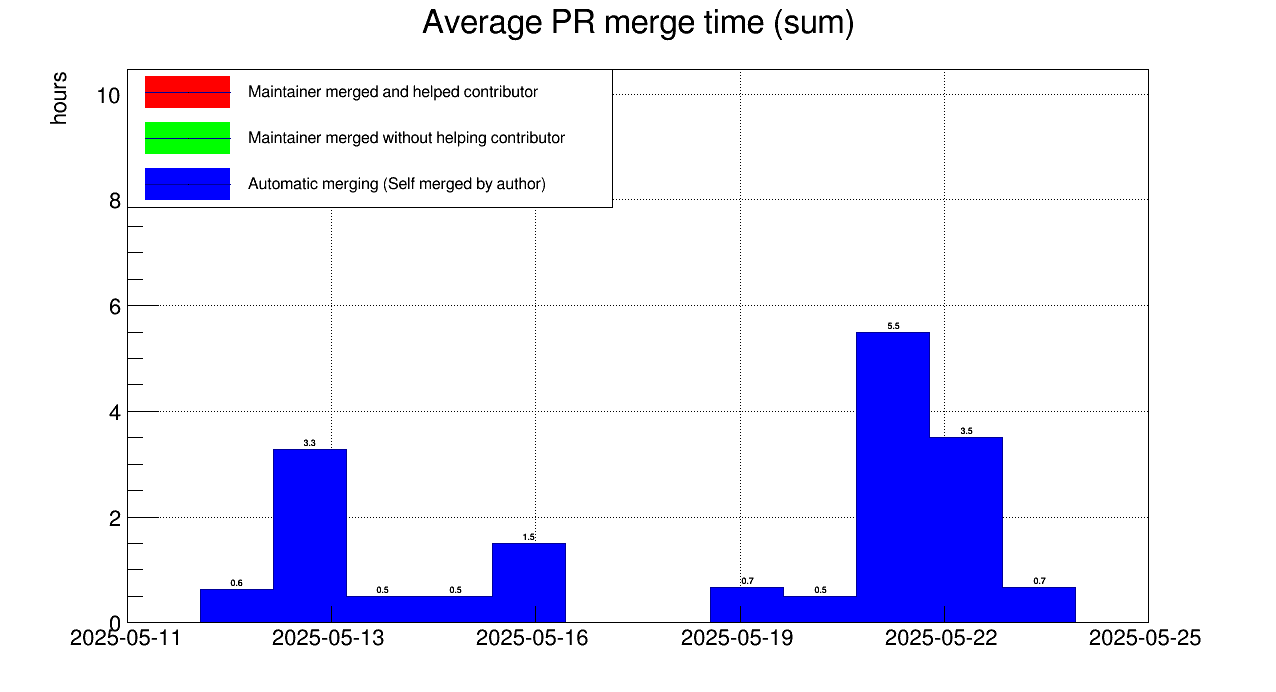 Average PR merge time (sum)
hours
Maintainer merged and helped contributor
Maintainer merged without helping contributor
Automatic merging (Self merged by author)
10
8
6
4
2
0
0.6
3.3
0.5
0.5
1.5
0.7
0.5
5.5
3.5
0.7
2025-05-11 2025-05-13 2025-05-16 2025-05-19 2025-05-22 2025-05-25